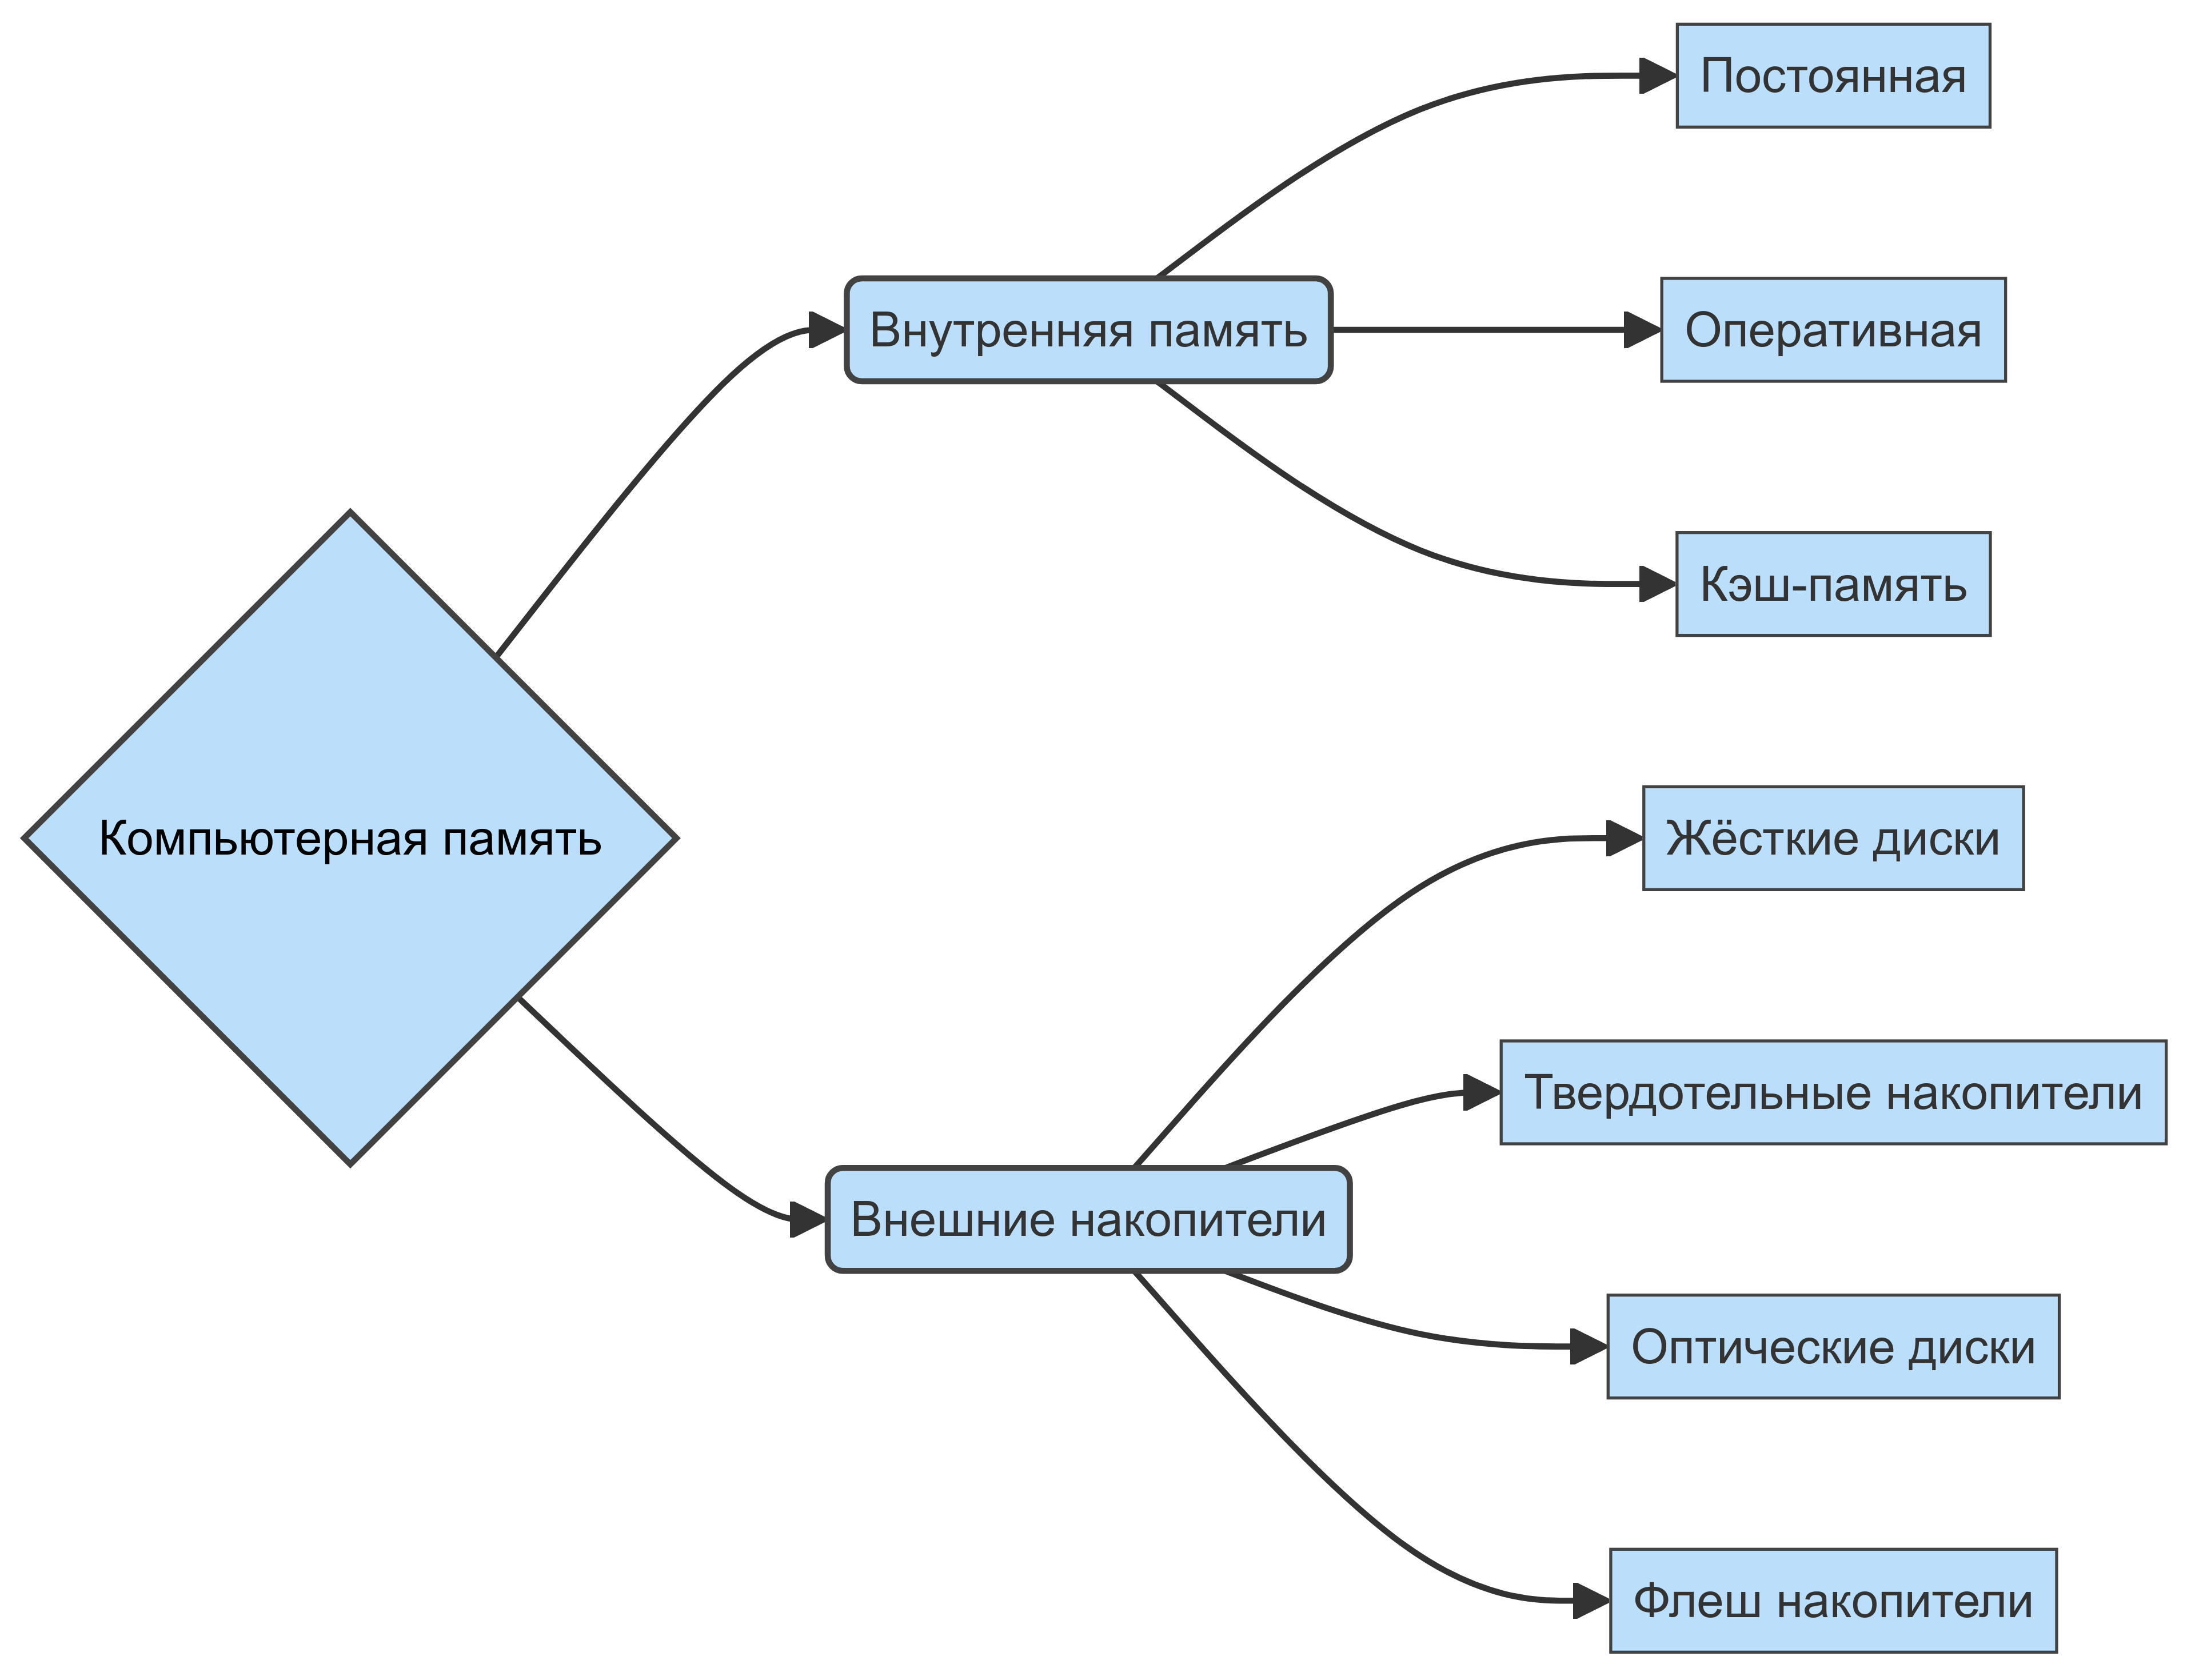 Постоянная
Внутренняя память
Оперативная
Кэш-память
Компьютерная память
Жёсткие диски
Твердотельные накопители
Внешние накопители
Оптические диски
Флеш накопители